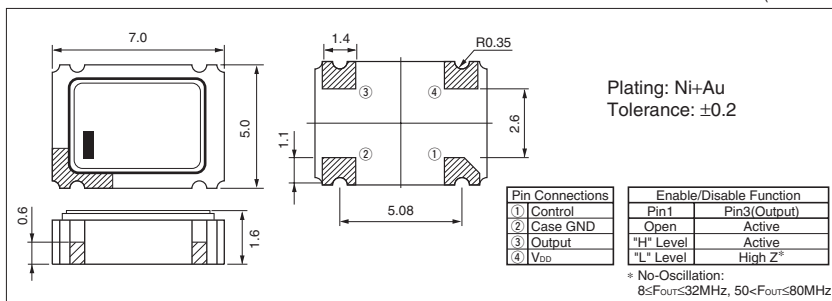 7.0
5.0
0.6
1.6
1.4
R0.35
③
④
1.1
②
①
2.6
5.08
Plating: Ni+Au
Tolerance: ±0.2
Pin Connections
① Control
② Case GND
③ Output
④ VDD
Enable/Disable Function
Pin1 Pin3(Output)
Open Active
"H" Level Active
"L" Level High Z*
* No-Oscillation:
8≤FOUT≤32MHz, 50<FOUT≤80MHz